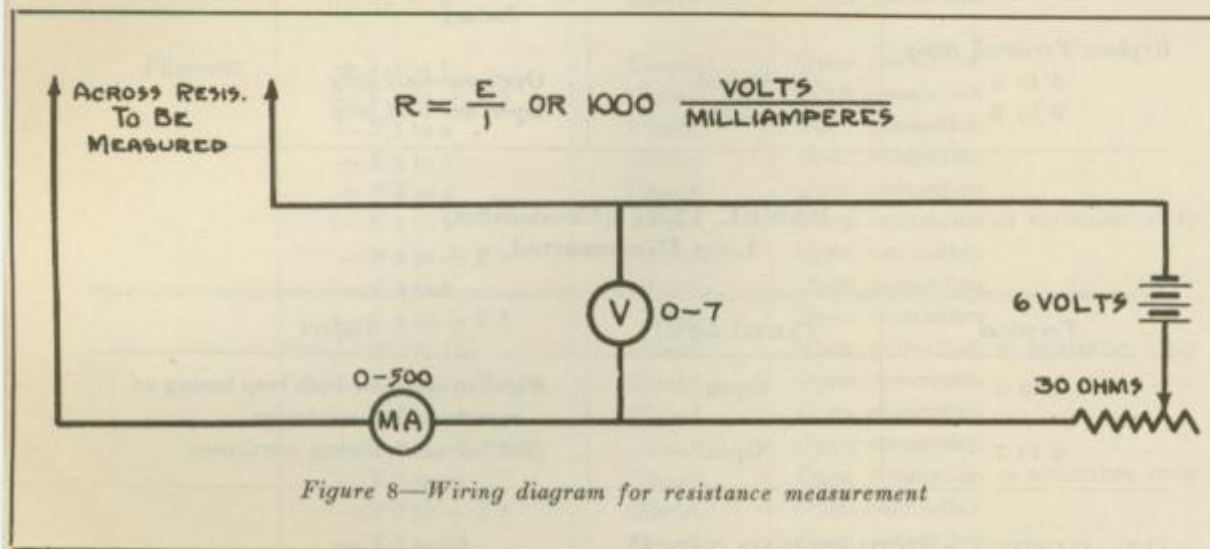 ACROSS RESIS.
TO BE
MEASURED
R = E/I OR 1000 VOLTS/MILLIAMPERES
V 0-7
6 VOLTS
0-500
MA
30 OHMS
Figure 8—Wiring diagram for resistance measurement